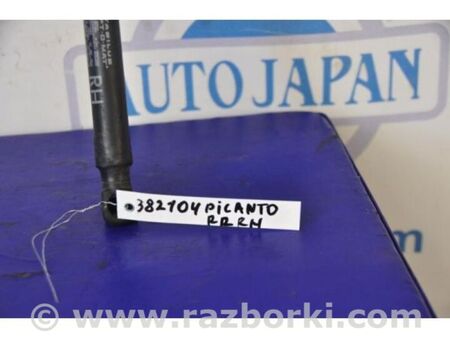 AUTO JAPAN
RH
382104 PICANTO
RR RH
www.razborki.com